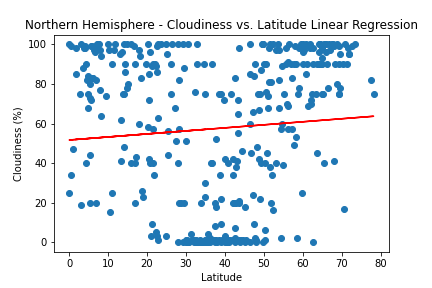 Northern Hemisphere - Cloudiness vs. Latitude Linear Regression
100
80
60
40
20
0
Cloudiness (%)
0 10 20 30 40 50 60 70 80
Latitude